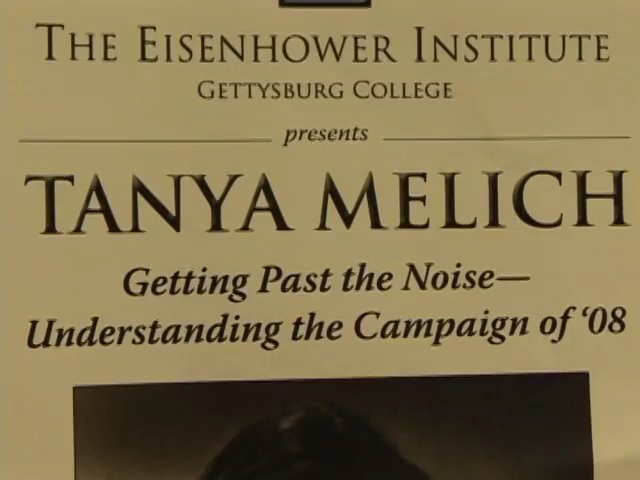 THE EISENHOWER INSTITUTE
GETTYSBURG COLLEGE
presents
TANYA MELICH
Getting Past the Noise—
Understanding the Campaign of ‘08